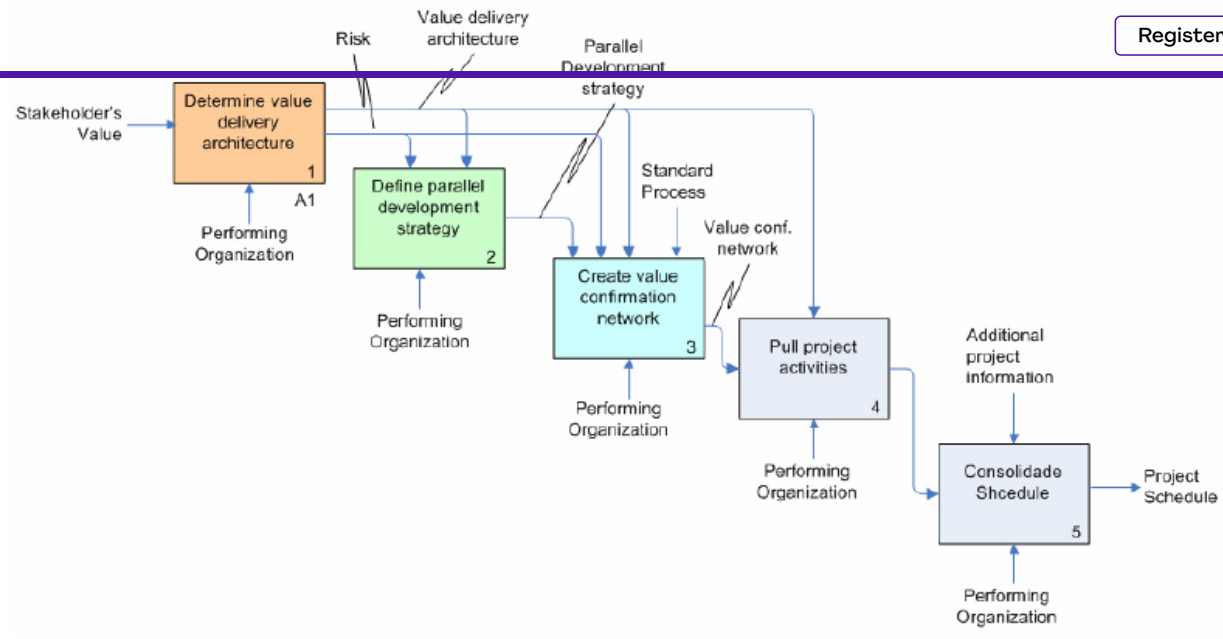 Register
Risk
Value delivery
architecture
Parallel
Development
strategy
Stakeholder's
Value
Determine value
delivery
architecture
1
A1
Performing
Organization
Define parallel
development
strategy
2
Performing
Organization
Standard
Process
Value conf.
network
Create value
confirmation
network
3
Performing
Organization
Pull project
activities
4
Performing
Organization
Additional
project
information
Consolidade
Shcedule
5
Project
Schedule
Performing
Organization